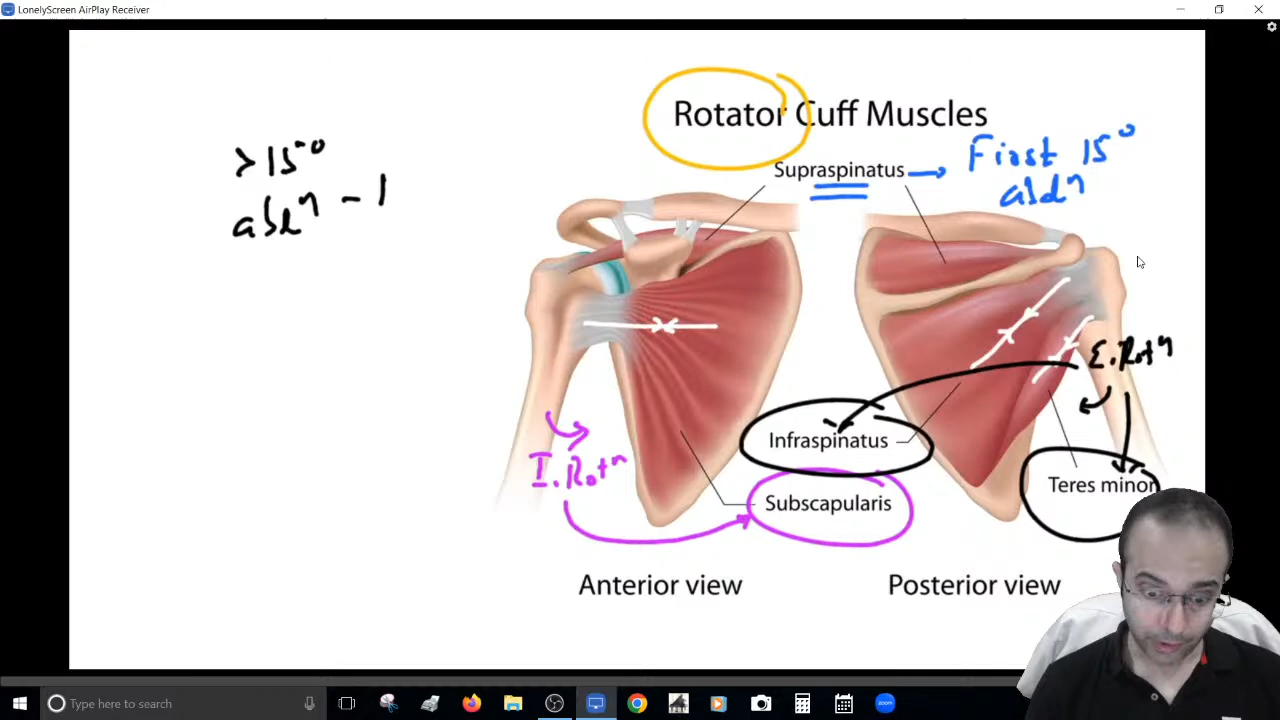 LonelyScreen AirPlay Receiver
Rotator Cuff Muscles
>15°
abdⁿ - 1
Supraspinatus
First 15°
abdⁿ
E.Rotⁿ
Infraspinatus
I.Rotⁿ
Teres minor
Subscapularis
Anterior view
Posterior view
Type here to search
zoom